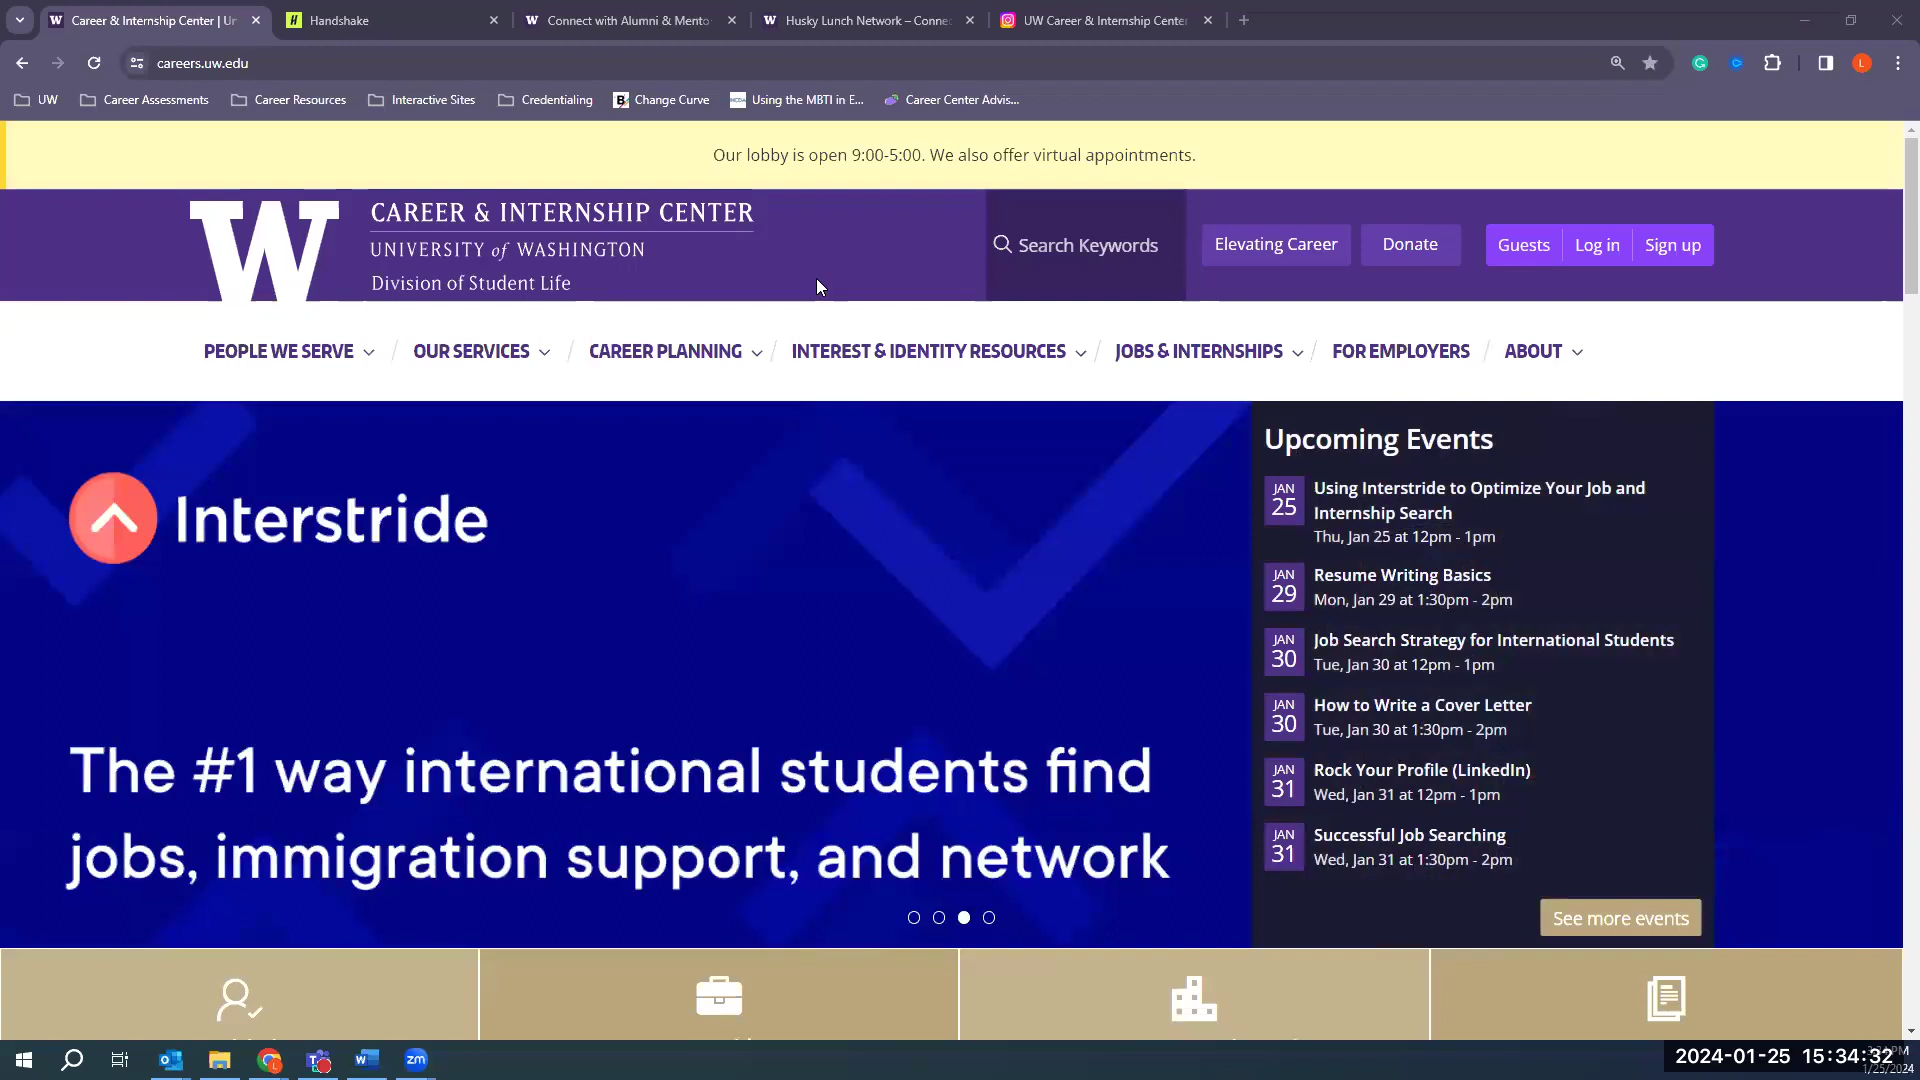 Career & Internship Center | Ur
Handshake
Connect with Alumni & Mento
Husky Lunch Network – Connec
UW Career & Internship Center
careers.uw.edu
L
UW
Career Assessments
Career Resources
Interactive Sites
Credentialing
Change Curve
Using the MBTI in E...
Career Center Advis...
Our lobby is open 9:00-5:00. We also offer virtual appointments.
W
CAREER & INTERNSHIP CENTER
UNIVERSITY of WASHINGTON
Division of Student Life
Search Keywords
Elevating Career
Donate
Guests
Log in
Sign up
PEOPLE WE SERVE
OUR SERVICES
CAREER PLANNING
INTEREST & IDENTITY RESOURCES
JOBS & INTERNSHIPS
FOR EMPLOYERS
ABOUT
Interstride
The #1 way international students find
jobs, immigration support, and network
Upcoming Events
JAN
25
Using Interstride to Optimize Your Job and
Internship Search
Thu, Jan 25 at 12pm - 1pm
JAN
29
Resume Writing Basics
Mon, Jan 29 at 1:30pm - 2pm
JAN
30
Job Search Strategy for International Students
Tue, Jan 30 at 12pm - 1pm
JAN
30
How to Write a Cover Letter
Tue, Jan 30 at 1:30pm - 2pm
JAN
31
Rock Your Profile (LinkedIn)
Wed, Jan 31 at 12pm - 1pm
JAN
31
Successful Job Searching
Wed, Jan 31 at 1:30pm - 2pm
See more events
zm
2024-01-25 15:34:32
1/25/2024